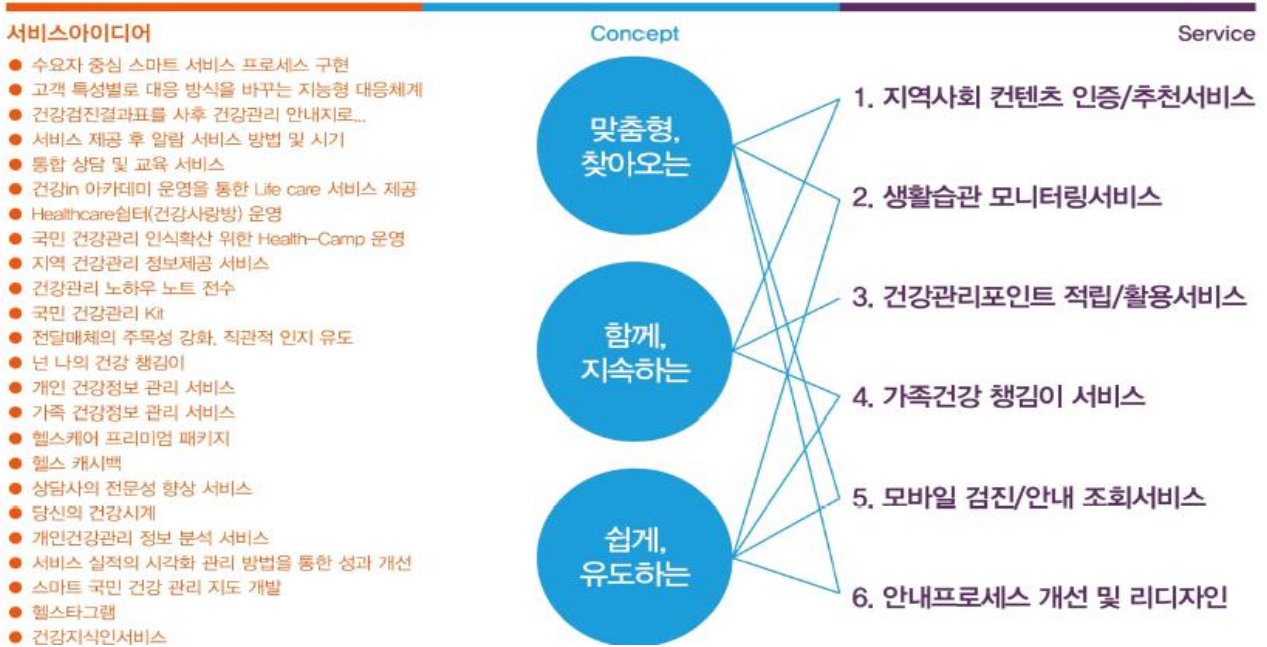 서비스아이디어
● 수요자 중심 스마트 서비스 프로세스 구현
● 고객 특성별로 대응 방식을 바꾸는 지능형 대응체계
● 건강검진결과표를 사후 건강관리 안내지로...
● 서비스 제공 후 알람 서비스 방법 및 시기
● 통합 상담 및 교육 서비스
● 건강in 아카데미 운영을 통한 Life care 서비스 제공
● Healthcare쉼터(건강사랑방) 운영
● 국민 건강관리 인식확산 위한 Health-Camp 운영
● 지역 건강관리 정보제공 서비스
● 건강관리 노하우 노트 전수
● 국민 건강관리 Kit
● 전달매체의 주목성 강화, 직관적 인지 유도
● 넌 나의 건강 챙김이
● 개인 건강정보 관리 서비스
● 가족 건강정보 관리 서비스
● 헬스케어 프리미엄 패키지
● 헬스 캐시백
● 상담사의 전문성 향상 서비스
● 당신의 건강시계
● 개인건강관리 정보 분석 서비스
● 서비스 실적의 시각화 관리 방법을 통한 성과 개선
● 스마트 국민 건강 관리 지도 개발
● 헬스타그램
● 건강지식인서비스
Concept
맞춤형,
찾아오는
함께,
지속하는
쉽게,
유도하는
Service
1. 지역사회 컨텐츠 인증/추천서비스
2. 생활습관 모니터링서비스
3. 건강관리포인트 적립/활용서비스
4. 가족건강 챙김이 서비스
5. 모바일 검진/안내 조회서비스
6. 안내프로세스 개선 및 리디자인